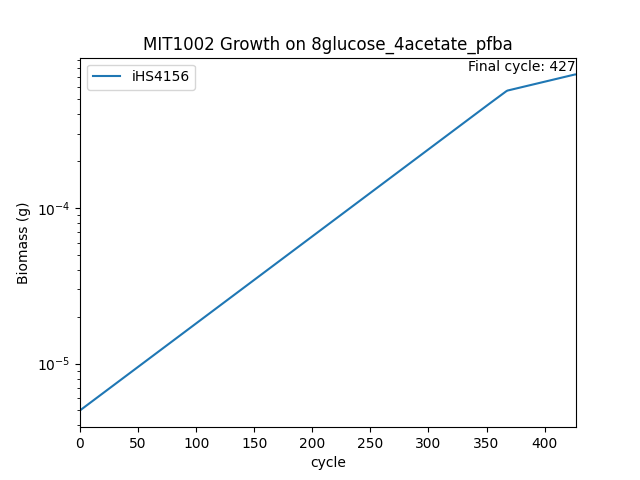 MIT1002 Growth on 8glucose_4acetate_pfba
Final cycle: 427
iHS4156
Biomass (g)
10⁻⁴
10⁻⁵
0 50 100 150 200 250 300 350 400
cycle